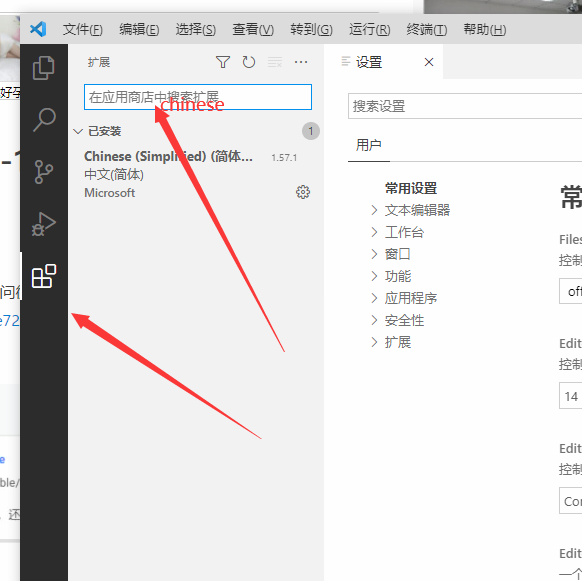 文件(F) 编辑(E) 选择(S) 查看(V) 转到(G) 运行(R) 终端(T) 帮助(H)
扩展
在应用商店中搜索扩展
chinese
已安装
1
Chinese (Simplified) (简体... 1.57.1
中文(简体)
Microsoft
设置
搜索设置
用户
常用设置
文本编辑器
工作台
窗口
功能
应用程序
安全性
扩展
常
Files
控制
off
Edit
控制
14
Edit
控制
Con
Edit
一个
好孕
问
e72
e
ble/